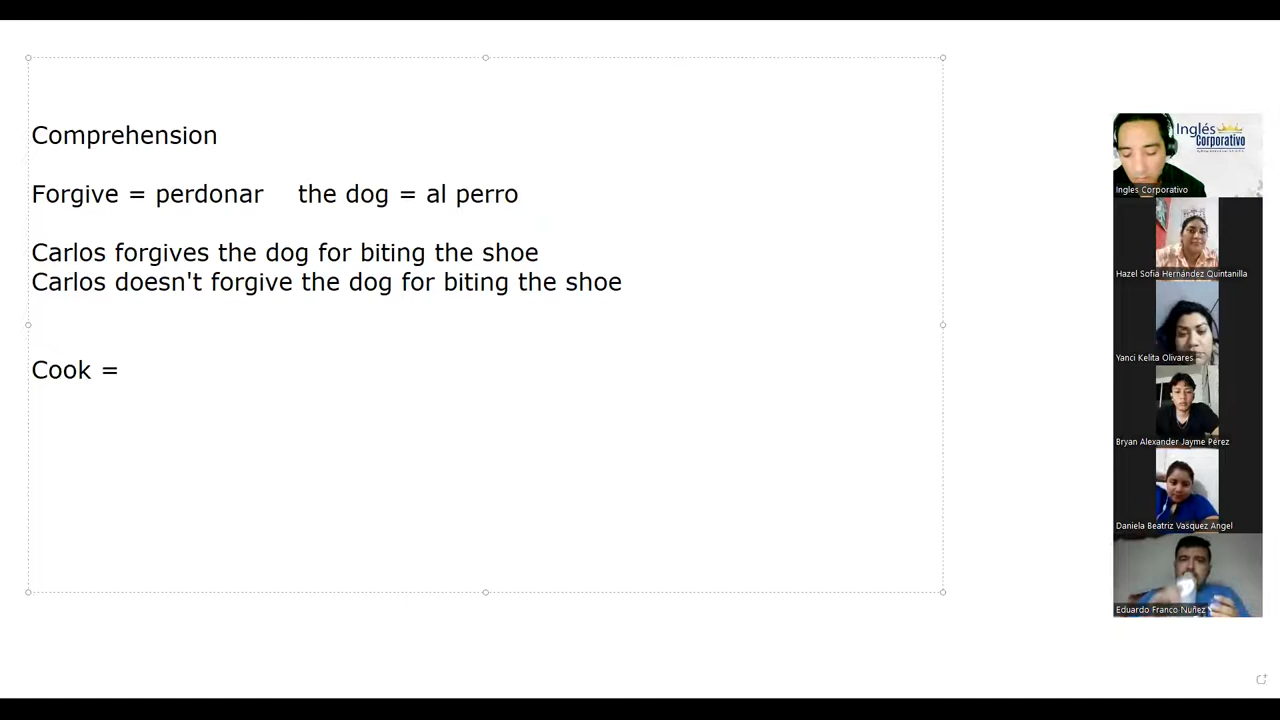 Comprehension
Forgive = perdonar the dog = al perro
Carlos forgives the dog for biting the shoe
Carlos doesn't forgive the dog for biting the shoe
Cook =
Inglés
Corporativo
Ingles Corporativo
Hazel Sofia Hernández Quintanilla
Yanci Kelita Olivares
Bryan Alexander Jayme Perez
Daniela Beatriz Vasquez Angel
Eduardo Franco Nuñez